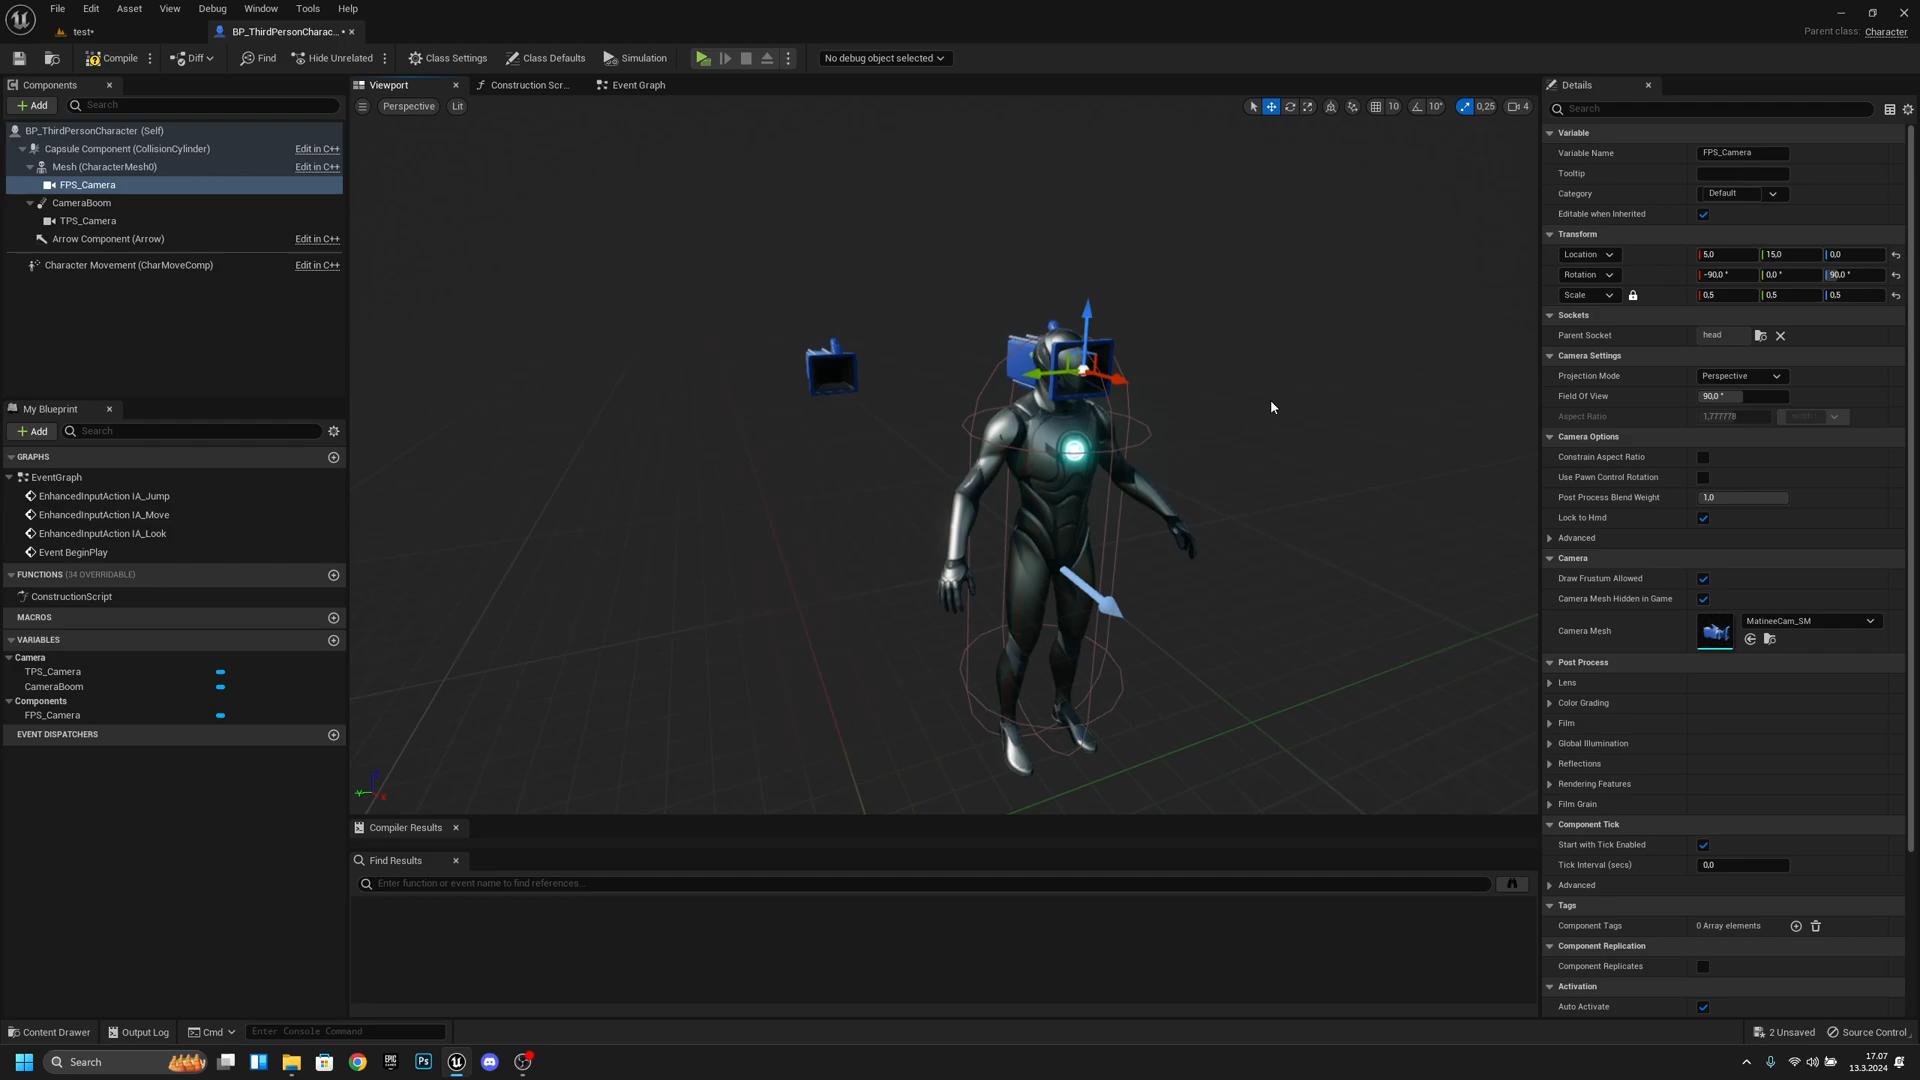 File Edit Asset View Debug Window Tools Help
test*
BP_ThirdPersonCharac... •
Parent class: Character
Compile Diff Find Hide Unrelated Class Settings Class Defaults Simulation No debug object selected
Components
Add Search
BP_ThirdPersonCharacter (Self)
Capsule Component (CollisionCylinder) Edit in C++
Mesh (CharacterMesh0) Edit in C++
FPS_Camera
CameraBoom
TPS_Camera
Arrow Component (Arrow) Edit in C++
Character Movement (CharMoveComp) Edit in C++
My Blueprint
Add Search
GRAPHS
EventGraph
EnhancedInputAction IA_Jump
EnhancedInputAction IA_Move
EnhancedInputAction IA_Look
Event BeginPlay
FUNCTIONS (34 OVERRIDABLE)
ConstructionScript
MACROS
VARIABLES
Camera
TPS_Camera
CameraBoom
Components
FPS_Camera
EVENT DISPATCHERS
Viewport Construction Scr... Event Graph
Perspective Lit 10 10° 0,25 4
Compiler Results
Find Results
Enter function or event name to find references...
Details
Search
Variable
Variable Name FPS_Camera
Tooltip
Category Default
Editable when Inherited
Transform
Location 5,0 15,0 0,0
Rotation -90,0 ° 0,0 ° 90,0 °
Scale 0,5 0,5 0,5
Sockets
Parent Socket head
Camera Settings
Projection Mode Perspective
Field Of View 90,0 °
Aspect Ratio 1,777778
Camera Options
Constrain Aspect Ratio
Use Pawn Control Rotation
Post Process Blend Weight 1,0
Lock to Hmd
Advanced
Camera
Draw Frustum Allowed
Camera Mesh Hidden in Game
Camera Mesh MatineeCam_SM
Post Process
Lens
Color Grading
Film
Global Illumination
Reflections
Rendering Features
Film Grain
Component Tick
Start with Tick Enabled
Tick Interval (secs) 0,0
Advanced
Tags
Component Tags 0 Array elements
Component Replication
Component Replicates
Activation
Auto Activate
Content Drawer Output Log Cmd Enter Console Command 2 Unsaved Source Control
Search
EPIC GAMES
Ps
17.07
13.3.2024